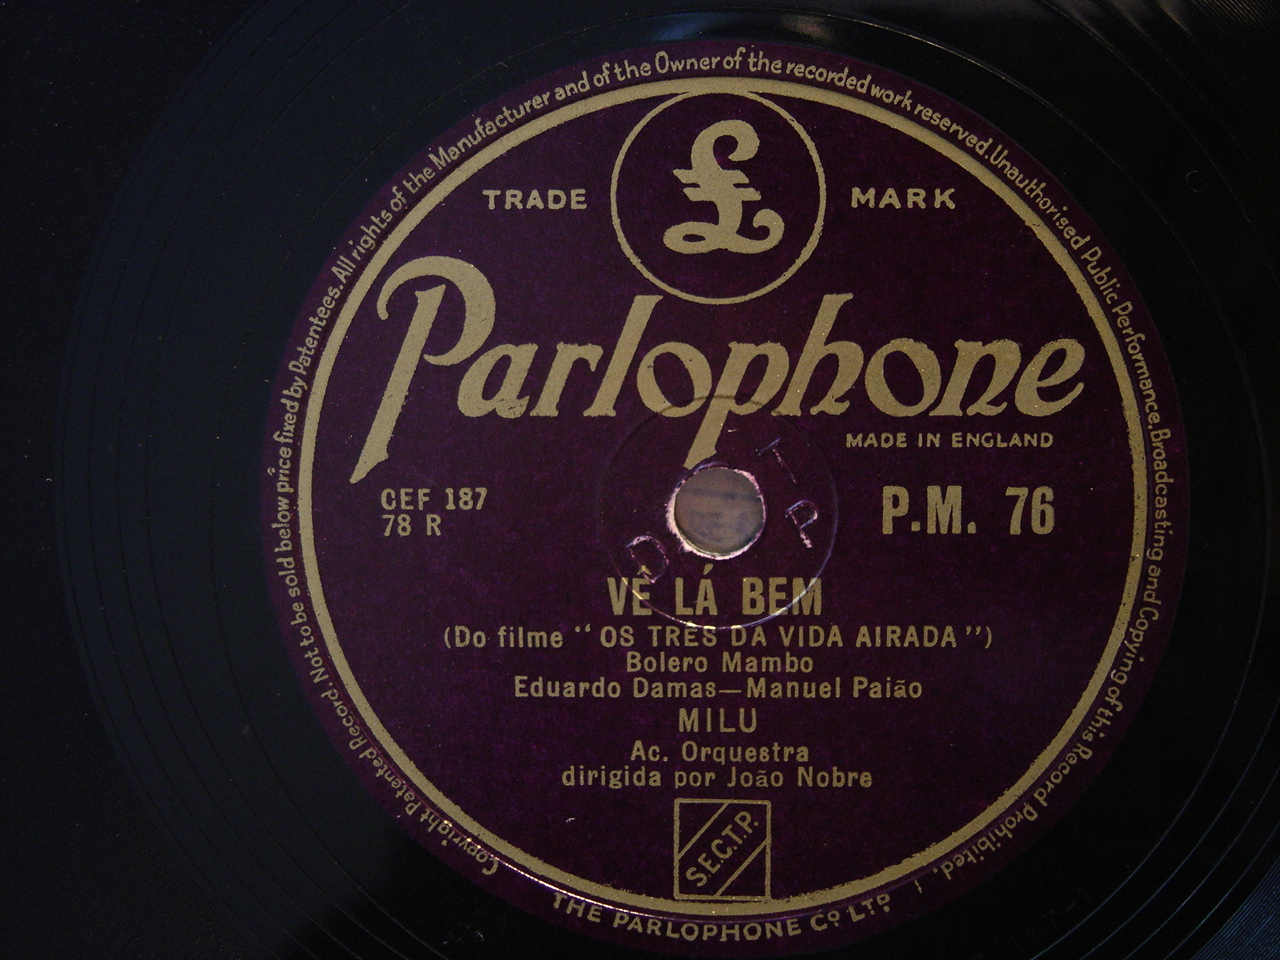 Copyright Patented Record. Not to be sold below price fixed by Patentees. All rights of the Manufacturer and of the Owner of the recorded work reserved. Unauthorised Public Performance, Broadcasting and Copying of this Record Prohibited.
£
TRADE MARK
Parlophone
MADE IN ENGLAND
CEF 187
78 R
P.M. 76
T
P
D
VÊ LÁ BEM
(Do filme “OS TRES DA VIDA AIRADA”)
Bolero Mambo
Eduardo Damas—Manuel Paião
MILU
Ac. Orquestra
dirigida por João Nobre
S.E.C.T.P.
THE PARLOPHONE Co LTD